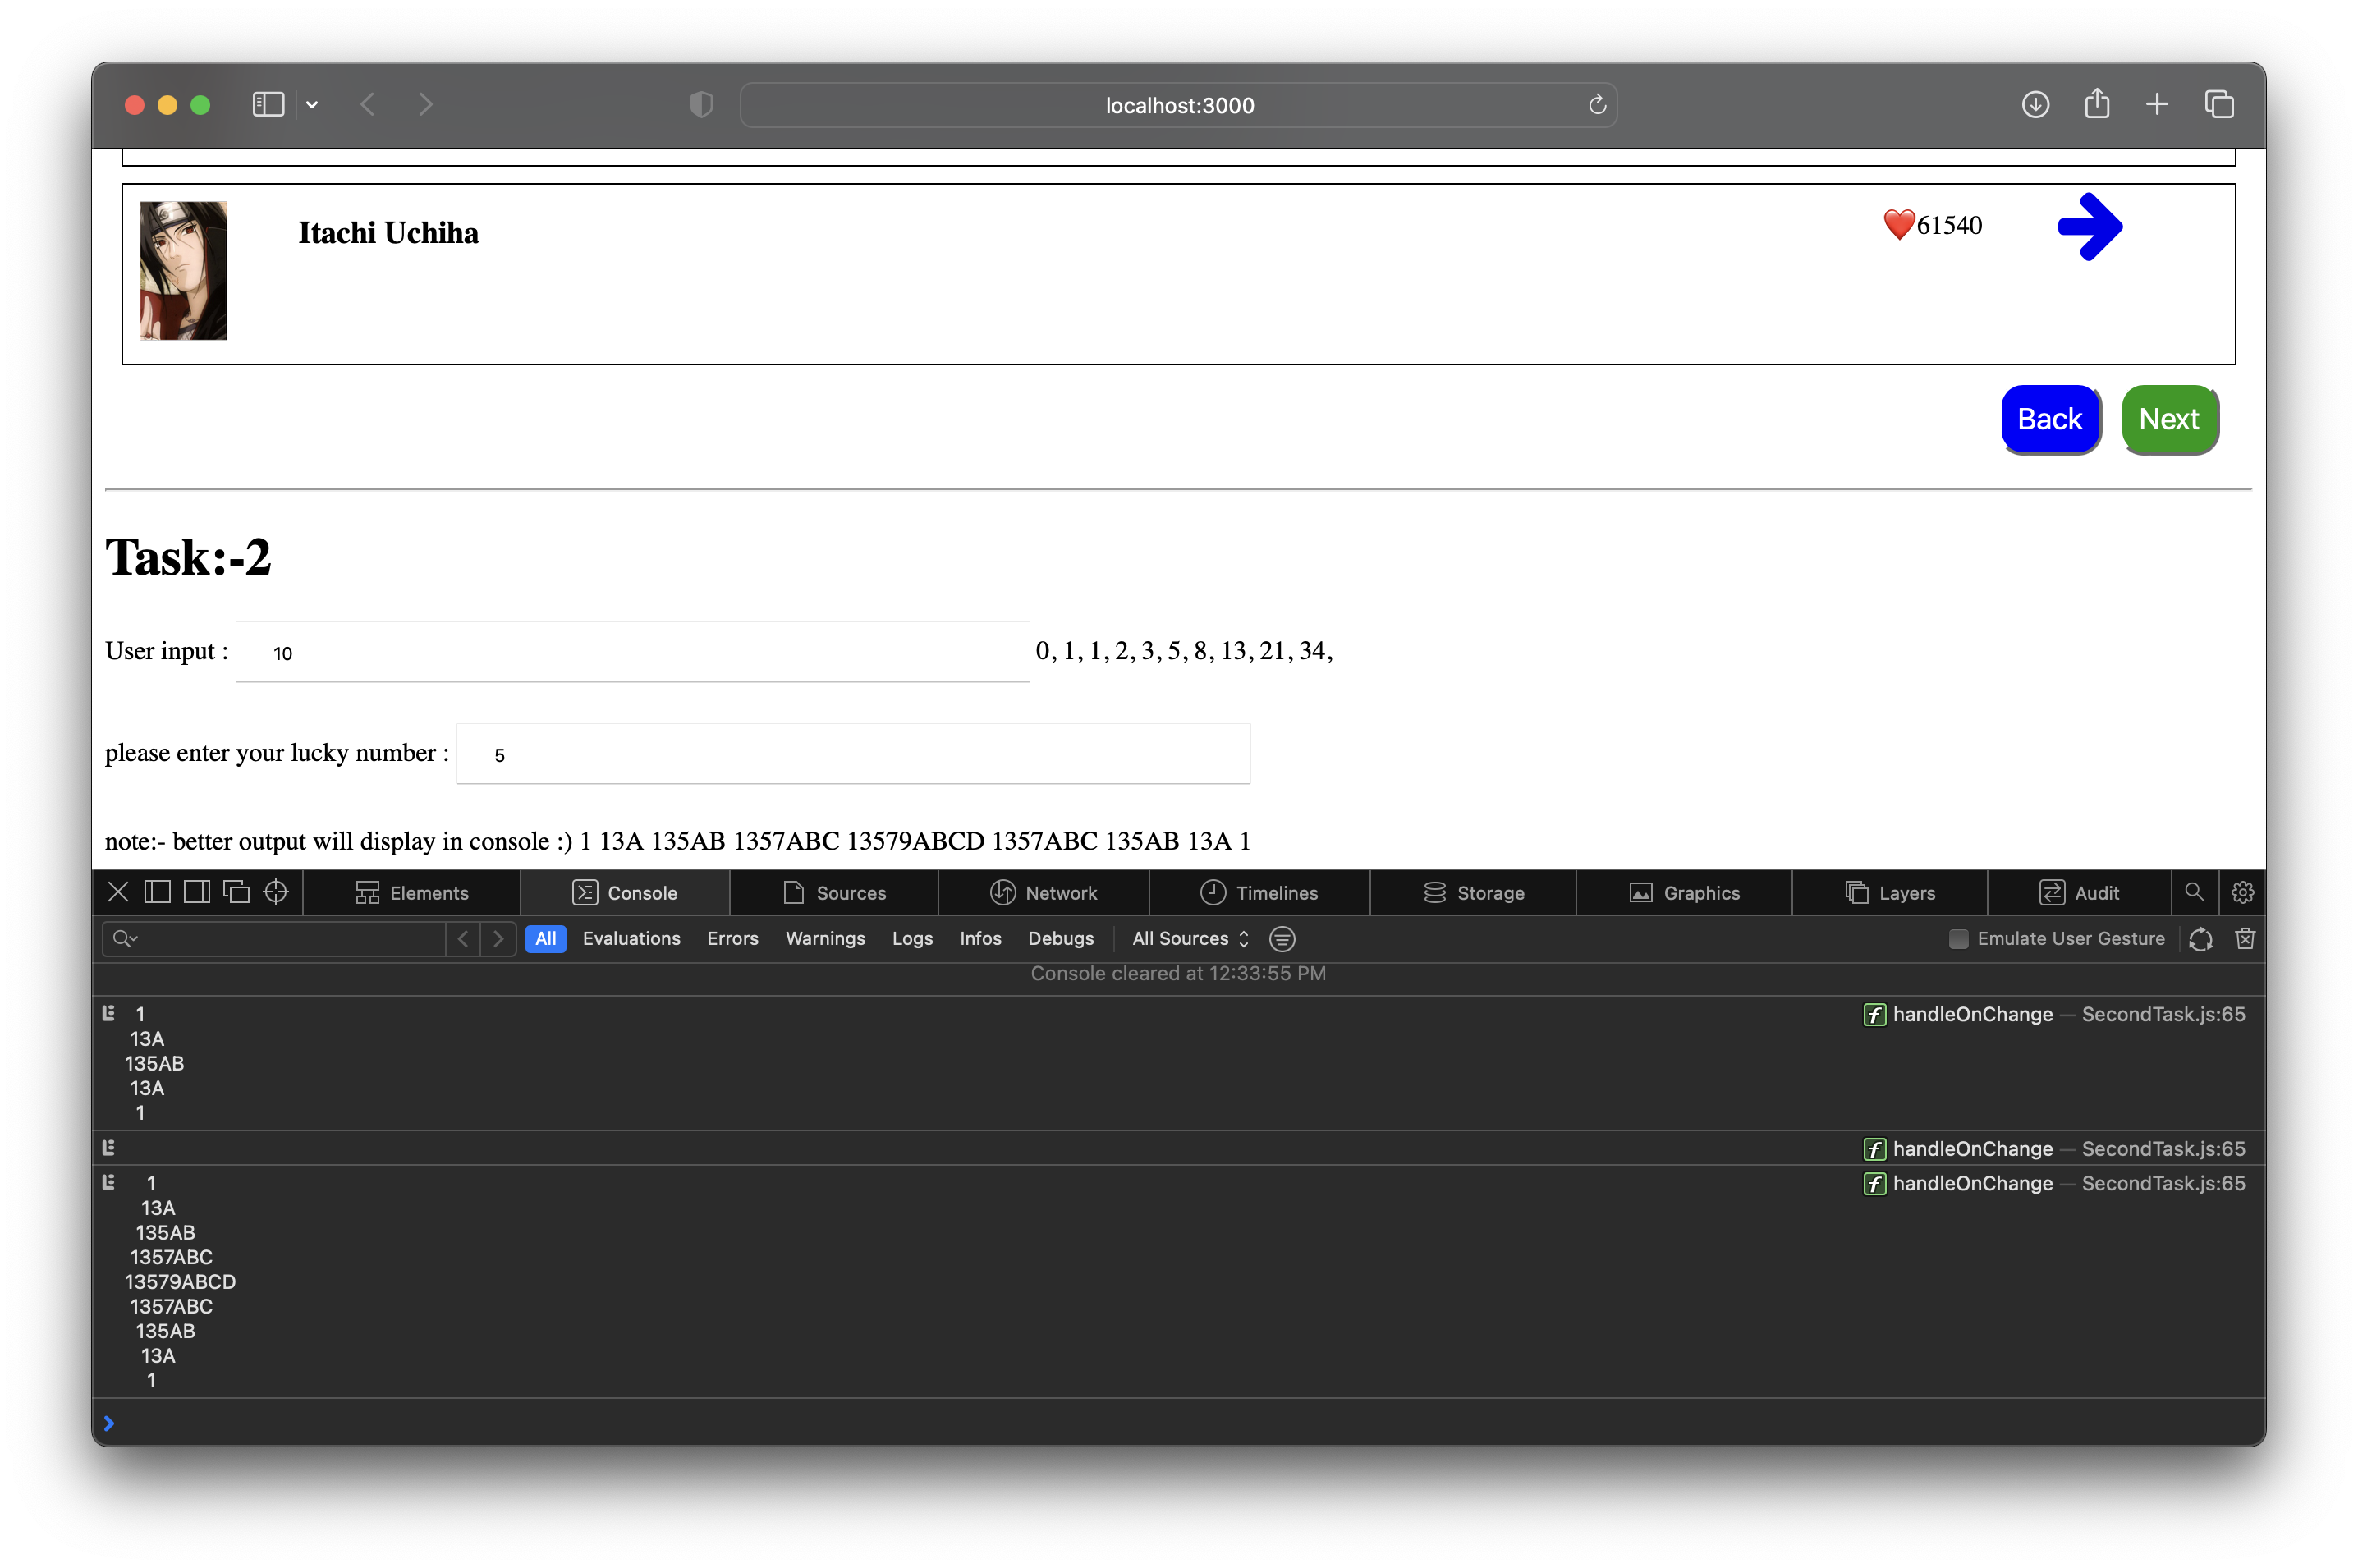 localhost:3000
Itachi Uchiha
❤️61540
Back Next
Task:-2
User input : 10 0, 1, 1, 2, 3, 5, 8, 13, 21, 34,
please enter your lucky number : 5
note:- better output will display in console :) 1 13A 135AB 1357ABC 13579ABCD 1357ABC 135AB 13A 1
Elements Console Sources Network Timelines Storage Graphics Layers Audit
All Evaluations Errors Warnings Logs Infos Debugs All Sources Emulate User Gesture
Console cleared at 12:33:55 PM
1 f handleOnChange — SecondTask.js:65
13A
135AB
13A
1
f handleOnChange — SecondTask.js:65
1 f handleOnChange — SecondTask.js:65
13A
135AB
1357ABC
13579ABCD
1357ABC
135AB
13A
1